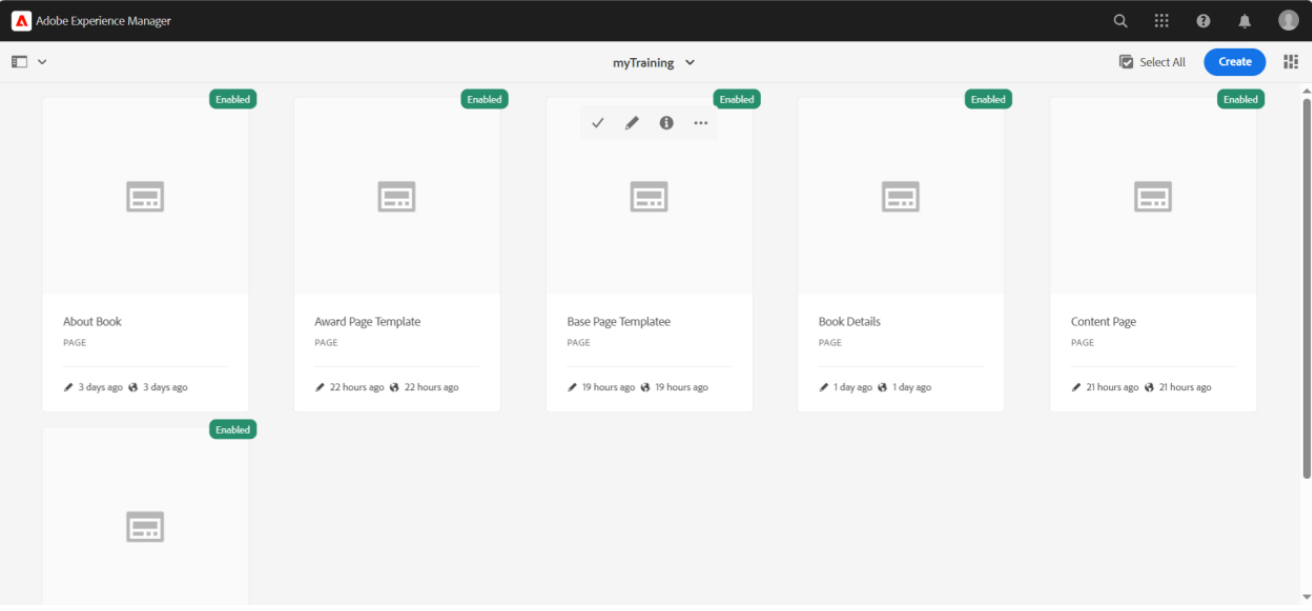 Adobe Experience Manager
myTraining
Select All
Create
Enabled
Enabled
Enabled
Enabled
Enabled
About Book
PAGE
3 days ago 3 days ago
Award Page Template
PAGE
22 hours ago 22 hours ago
Base Page Templatee
PAGE
19 hours ago 19 hours ago
Book Details
PAGE
1 day ago 1 day ago
Content Page
PAGE
21 hours ago 21 hours ago
Enabled